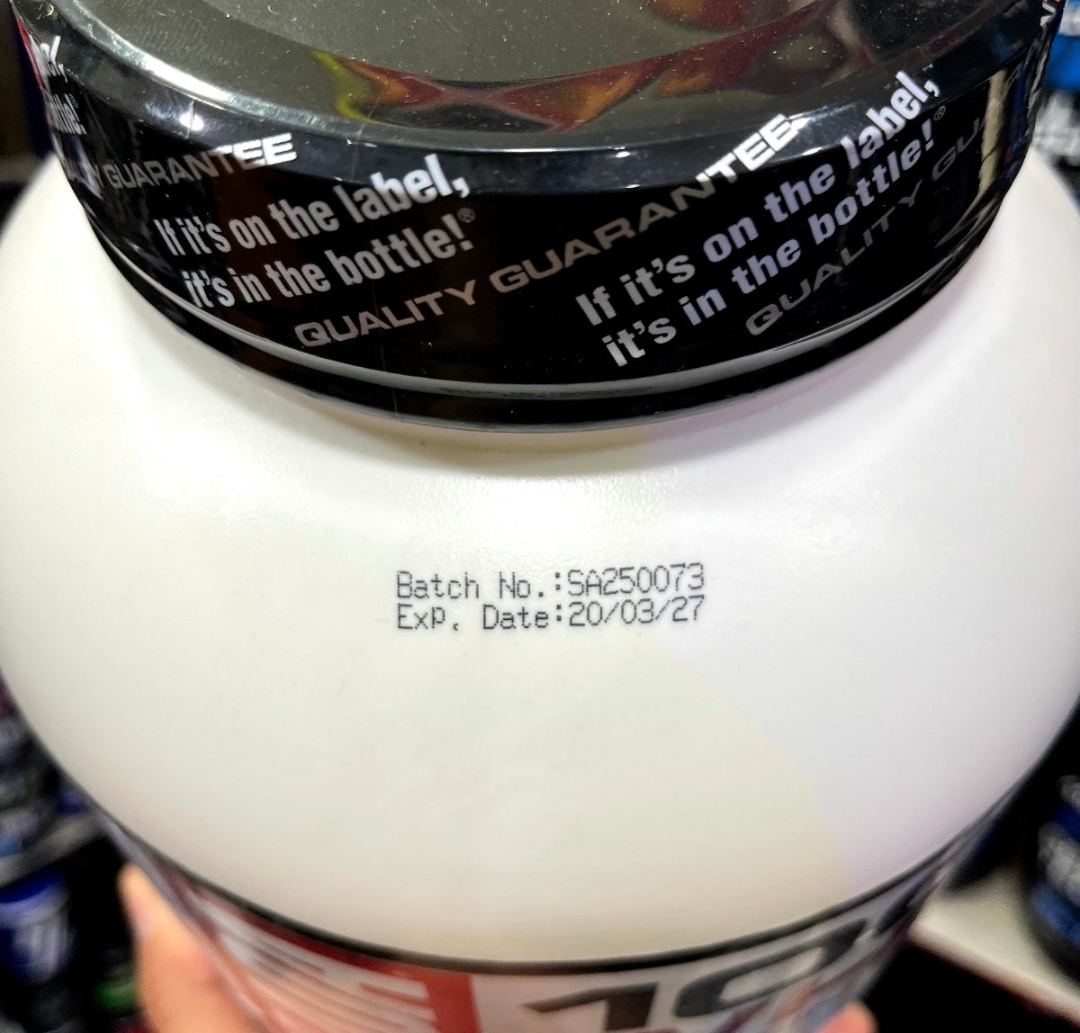 GUARANTEE
If it's on the label,
it's in the bottle!®
QUALITY GUARANTEE
If it's on the label,
it's in the bottle!®
QUALITY
Batch No.:SA250073
Exp. Date:20/03/27